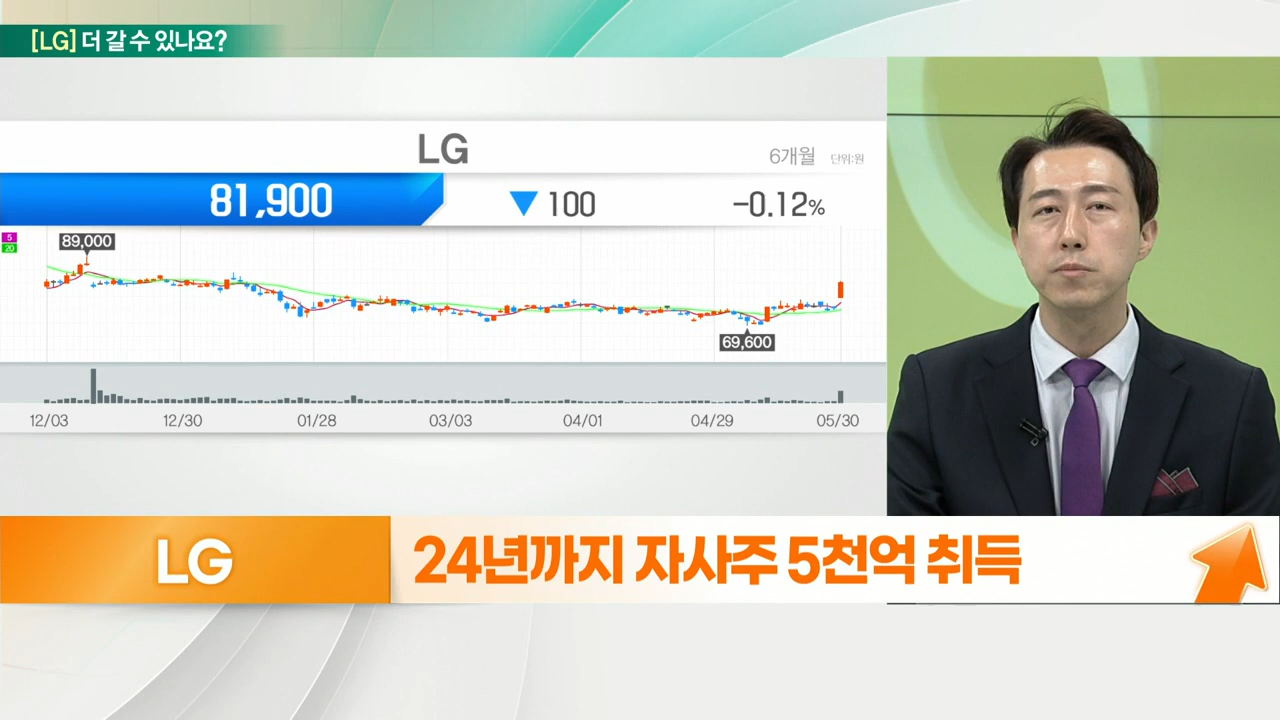 [LG] 더 갈 수 있나요?
LG
6개월 단위:원
81,900 ▼ 100 -0.12%
5
20
89,000
69,600
12/03 12/30 01/28 03/03 04/01 04/29 05/30
LG 24년까지 자사주 5천억 취득